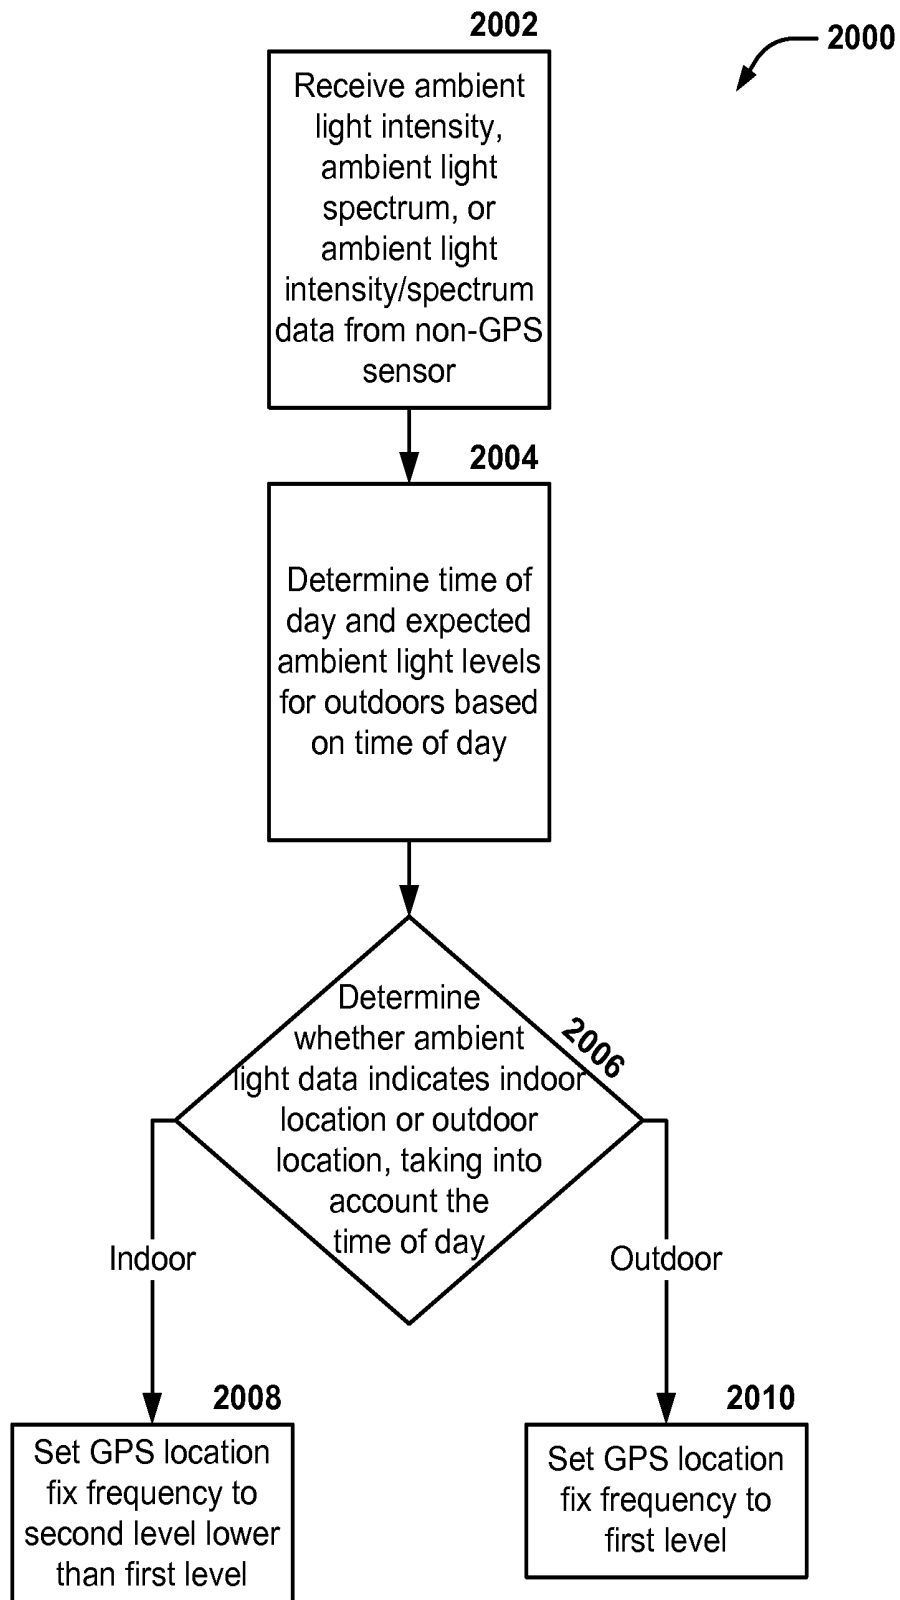 2002
2000
Receive ambient
light intensity,
ambient light
spectrum, or
ambient light
intensity/spectrum
data from non-GPS
sensor
2004
Determine time of
day and expected
ambient light levels
for outdoors based
on time of day
2006
Determine
whether ambient
light data indicates indoor
location or outdoor
location, taking into
account the
time of day
Indoor
Outdoor
2008
Set GPS location
fix frequency to
second level lower
than first level
2010
Set GPS location
fix frequency to
first level